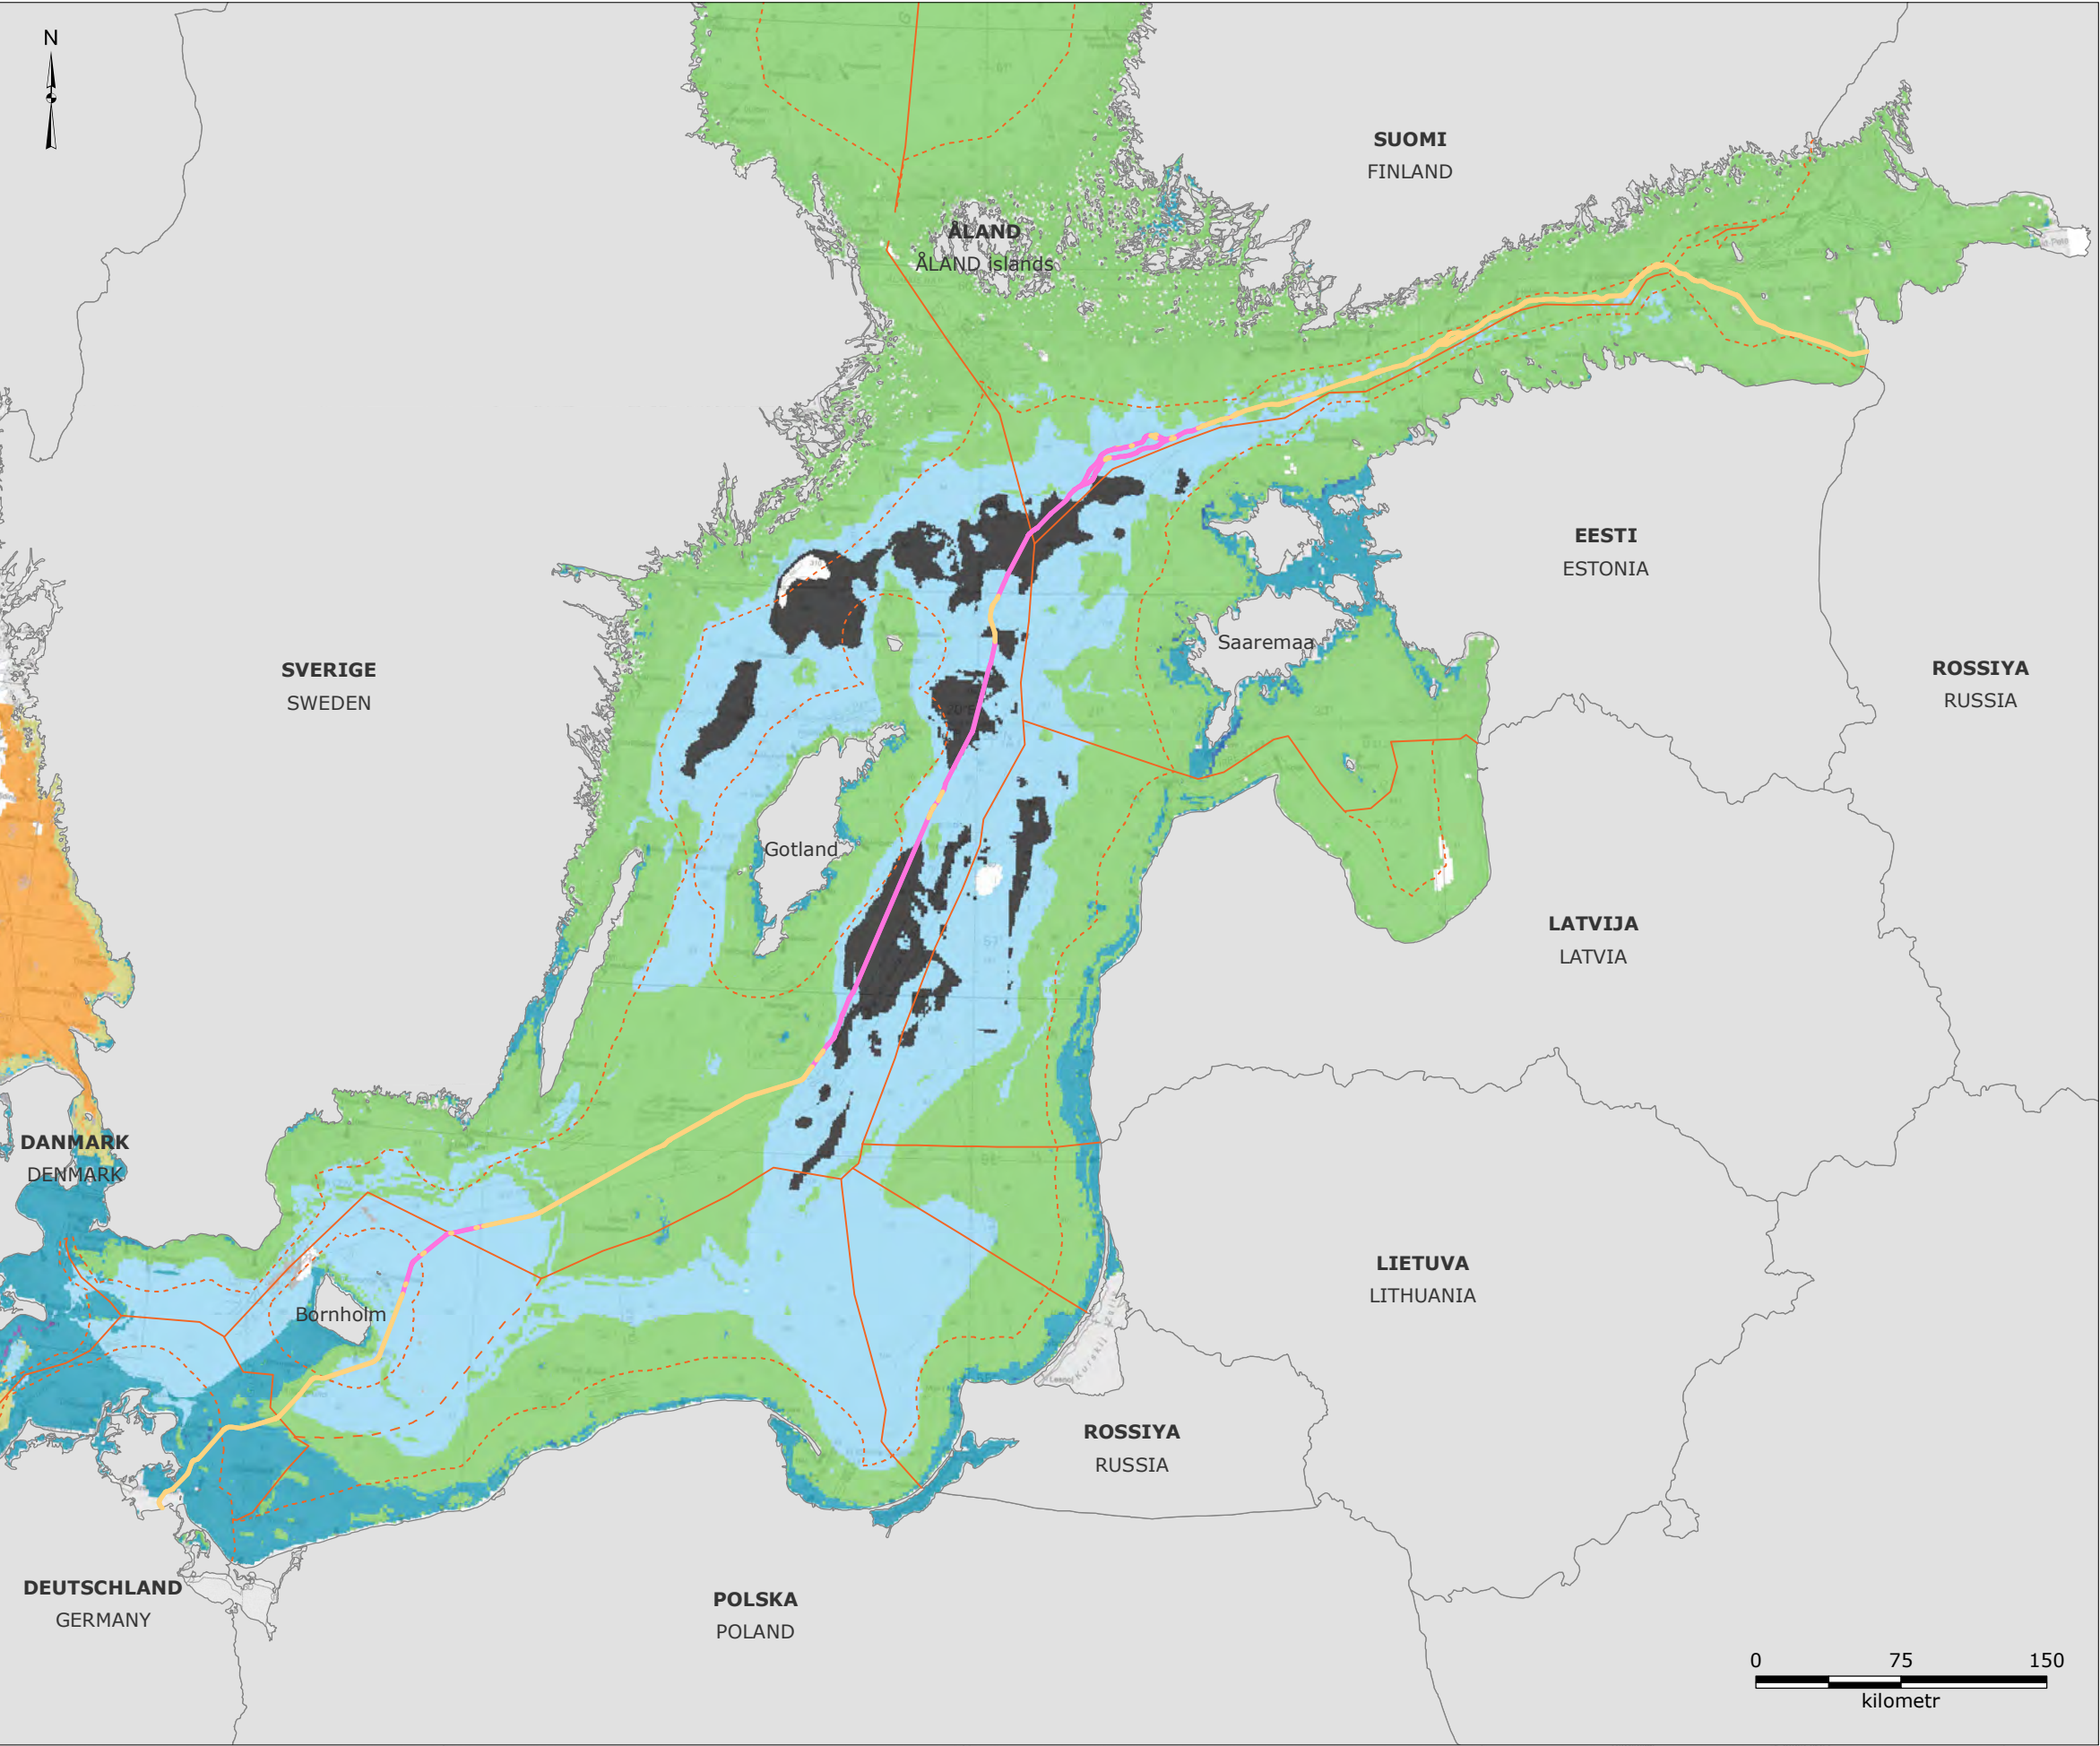 N
SUOMI
FINLAND
ÅLAND
ÅLAND islands
EESTI
ESTONIA
Saaremaa
SVERIGE
SWEDEN
ROSSIYA
RUSSIA
Gotland
LATVIJA
LATVIA
DANMARK
DENMARK
LIETUVA
LITHUANIA
Bornholm
ROSSIYA
RUSSIA
DEUTSCHLAND
GERMANY
POLSKA
POLAND
0 75 150
kilometr